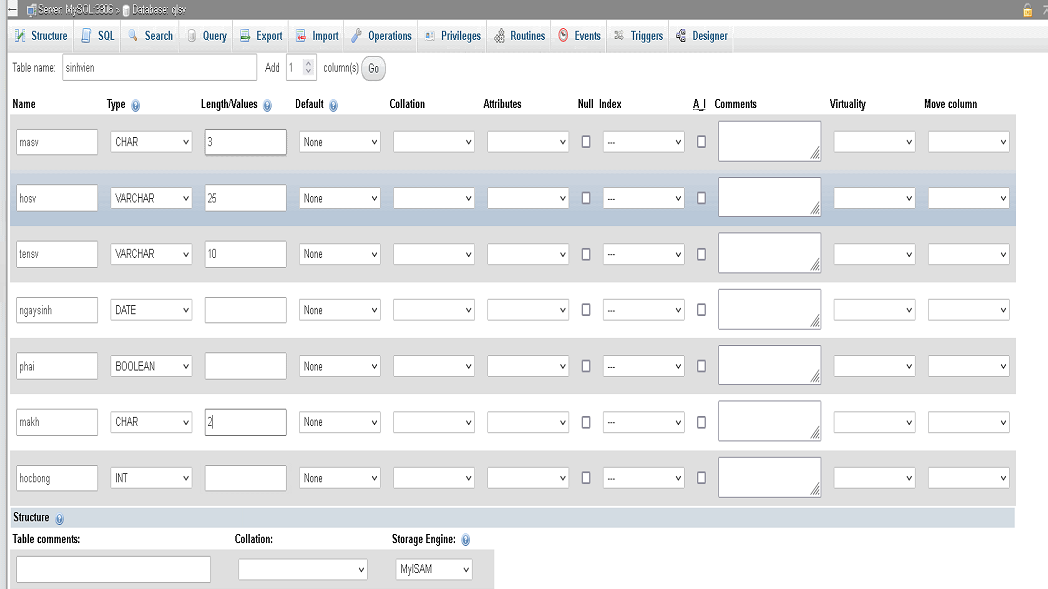 Server: MySQL:3306 » Database: qlsv
Structure SQL Search Query Export Import Operations Privileges Routines Events Triggers Designer
Table name: sinhvien Add 1 column(s) Go
Name Type Length/Values Default Collation Attributes Null Index A_I Comments Virtuality Move column
masv CHAR 3 None ---
hosv VARCHAR 25 None ---
tensv VARCHAR 10 None ---
ngaysinh DATE None ---
phai BOOLEAN None ---
makh CHAR 2 None ---
hocbong INT None ---
Structure
Table comments: Collation: Storage Engine:
MyISAM